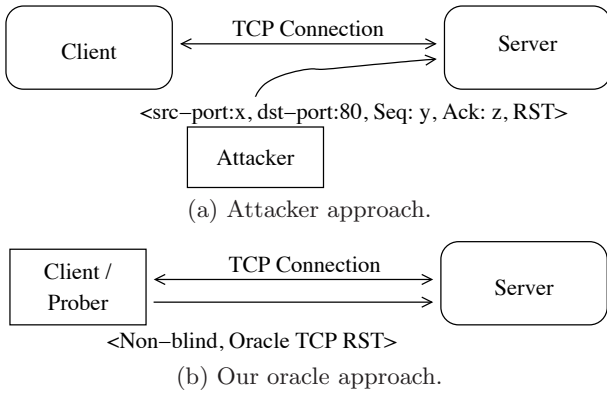 Client
TCP Connection
Server
<src−port:x, dst−port:80, Seq: y, Ack: z, RST>
Attacker
(a) Attacker approach.
Client /
Prober
TCP Connection
Server
<Non−blind, Oracle TCP RST>
(b) Our oracle approach.